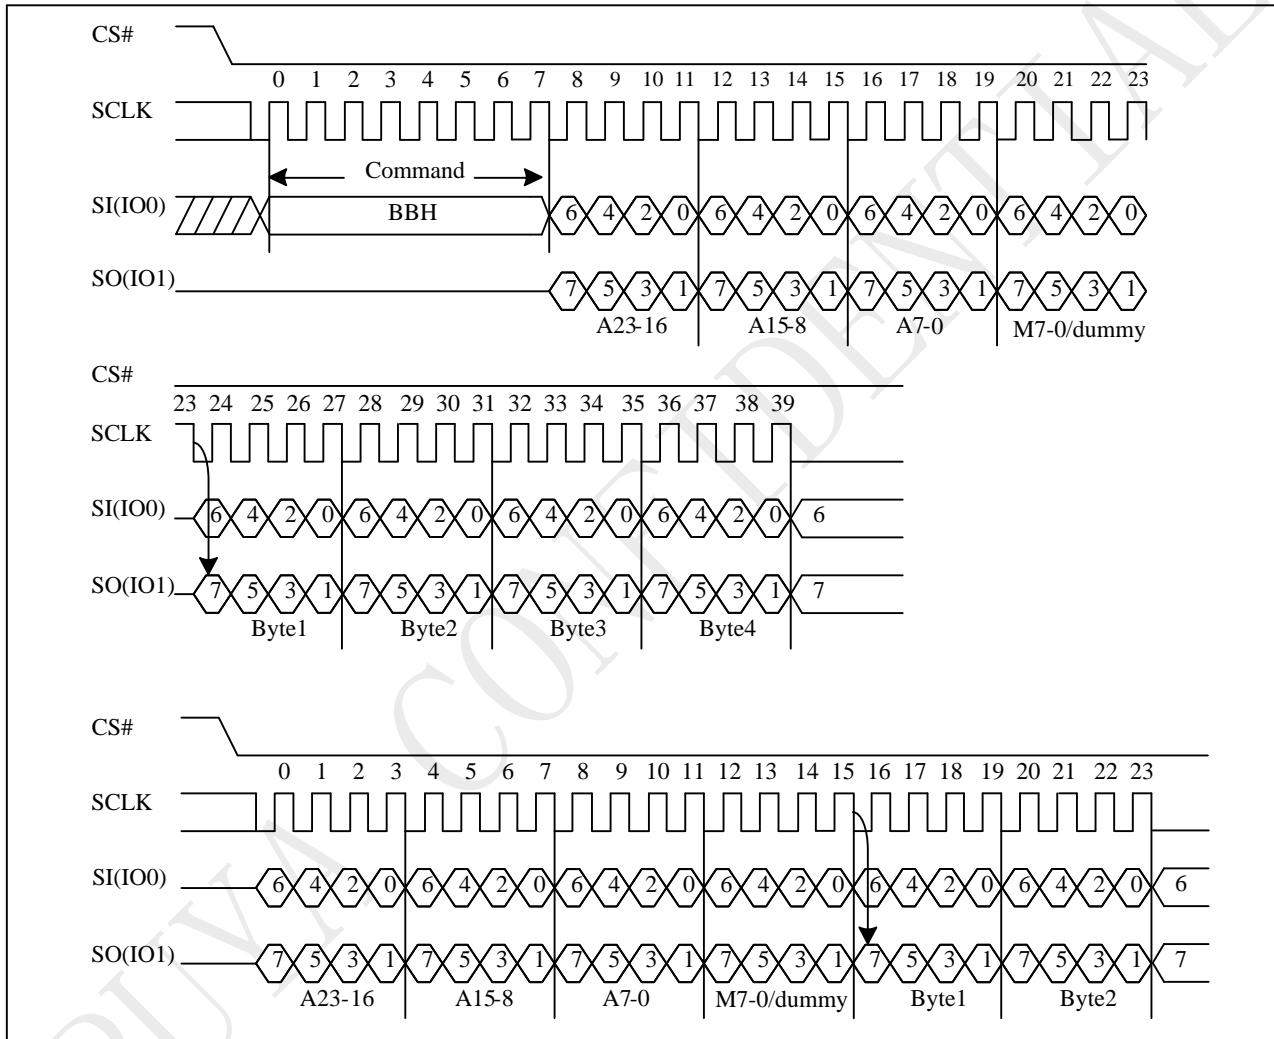 CS#
0 1 2 3 4 5 6 7 8 9 10 11 12 13 14 15 16 17 18 19 20 21 22 23
SCLK
Command
SI(IO0) BBH 6 4 2 0 6 4 2 0 6 4 2 0 6 4 2 0
SO(IO1) 7 5 3 1 7 5 3 1 7 5 3 1 7 5 3 1
A23-16 A15-8 A7-0 M7-0/dummy
CS#
23 24 25 26 27 28 29 30 31 32 33 34 35 36 37 38 39
SCLK
SI(IO0) 6 4 2 0 6 4 2 0 6 4 2 0 6 4 2 0 6
SO(IO1) 7 5 3 1 7 5 3 1 7 5 3 1 7 5 3 1 7
Byte1 Byte2 Byte3 Byte4
CS#
0 1 2 3 4 5 6 7 8 9 10 11 12 13 14 15 16 17 18 19 20 21 22 23
SCLK
SI(IO0) 6 4 2 0 6 4 2 0 6 4 2 0 6 4 2 0 6 4 2 0 6 4 2 0 6
SO(IO1) 7 5 3 1 7 5 3 1 7 5 3 1 7 5 3 1 7 5 3 1 7 5 3 1 7
A23-16 A15-8 A7-0 M7-0/dummy Byte1 Byte2
PUYA CONFIDENTIAL